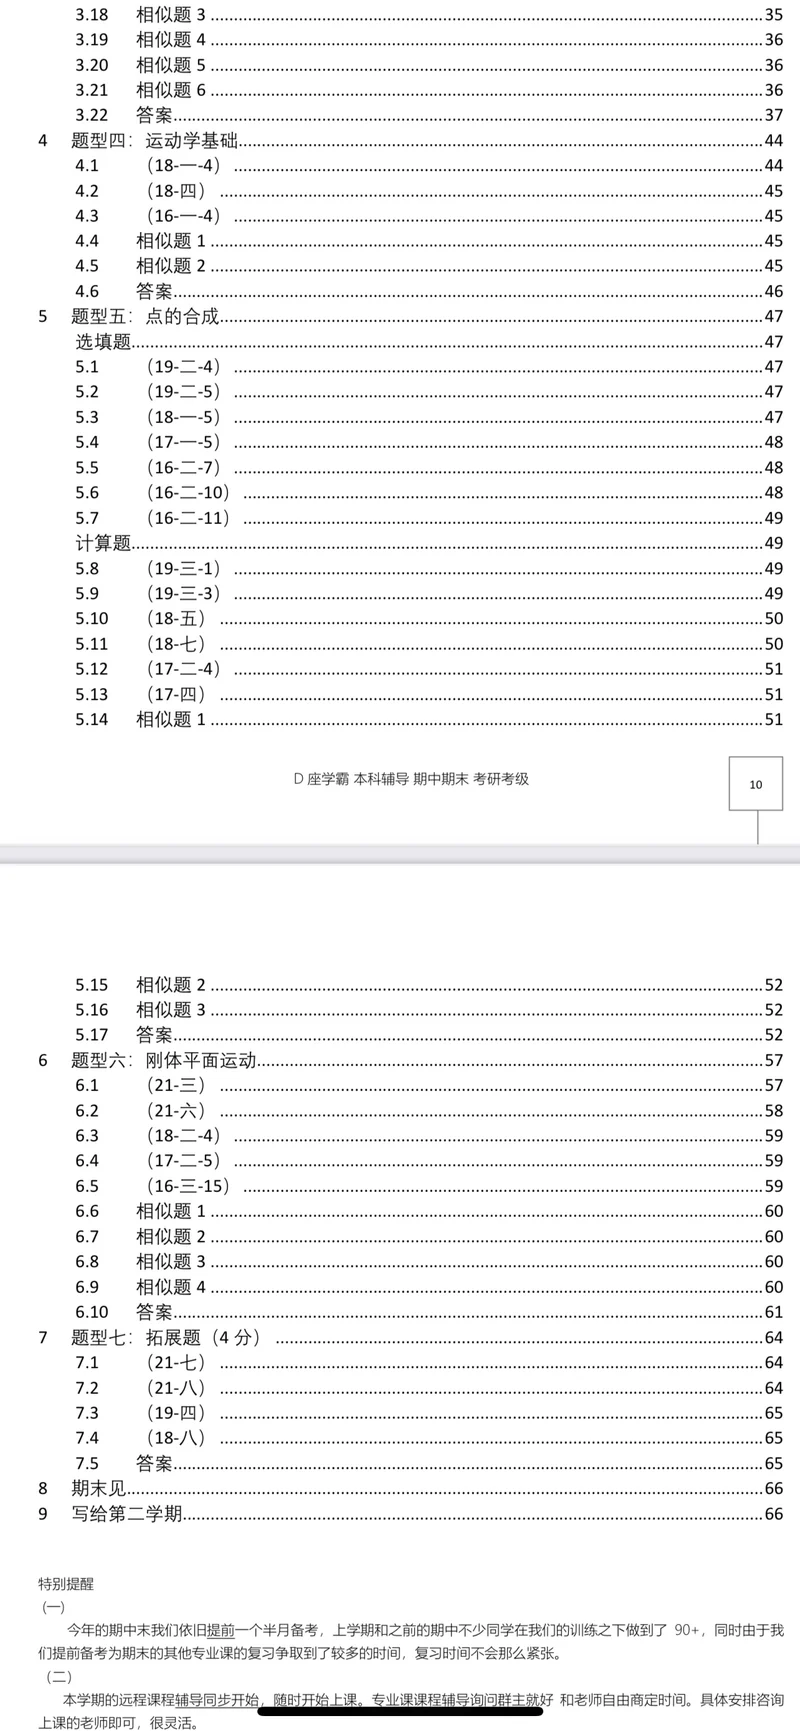 3.18 相似题 3 35
3.19 相似题 4 36
3.20 相似题 5 36
3.21 相似题 6 36
3.22 答案 37
4 题型四：运动学基础 44
4.1 （18-一-4） 44
4.2 （18-四） 45
4.3 （16-一-4） 45
4.4 相似题 1 45
4.5 相似题 2 45
4.6 答案 46
5 题型五：点的合成 47
选填题 47
5.1 （19-二-4） 47
5.2 （19-二-5） 47
5.3 （18-一-5） 47
5.4 （17-一-5） 48
5.5 （16-二-7） 48
5.6 （16-二-10） 48
5.7 （16-二-11） 49
计算题 49
5.8 （19-三-1） 49
5.9 （19-三-3） 49
5.10 （18-五） 50
5.11 （18-七） 50
5.12 （17-二-4） 51
5.13 （17-四） 51
5.14 相似题 1 51
D 座学霸 本科辅导 期中期末 考研考级
10
5.15 相似题 2 52
5.16 相似题 3 52
5.17 答案 52
6 题型六：刚体平面运动 57
6.1 （21-三） 57
6.2 （21-六） 58
6.3 （18-二-4） 59
6.4 （17-二-5） 59
6.5 （16-三-15） 59
6.6 相似题 1 60
6.7 相似题 2 60
6.8 相似题 3 60
6.9 相似题 4 60
6.10 答案 61
7 题型七：拓展题（4 分） 64
7.1 （21-七） 64
7.2 （21-八） 64
7.3 （19-四） 65
7.4 （18-八） 65
7.5 答案 65
8 期末见 66
9 写给第二学期 66
特别提醒
（一）
今年的期中末我们依旧提前一个半月备考，上学期和之前的期中不少同学在我们的训练之下做到了 90+，同时由于我
们提前备考为期末的其他专业课的复习争取到了较多的时间，复习时间不会那么紧张。
（二）
本学期的远程课程辅导同步开始，随时开始上课。专业课课程辅导询问群主就好 和老师自由商定时间。具体安排咨询
上课的老师即可，很灵活。